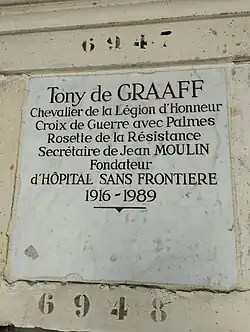 6947
Tony de GRAAFF
Chevalier de la Légion d'Honneur
Croix de Guerre avec Palmes
Rosette de la Résistance
Secrétaire de Jean MOULIN
Fondateur
d'HÔPITAL SANS FRONTIERE
1916-1989
6948